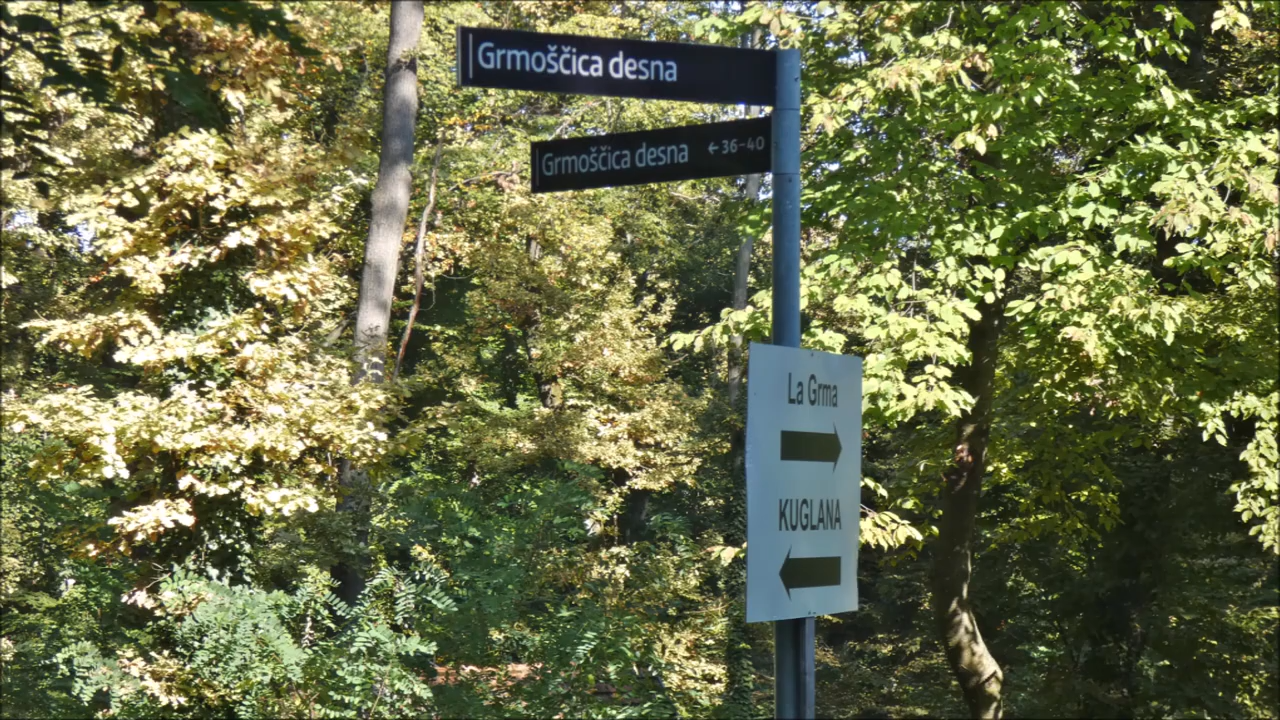 Grmoščica desna
Grmoščica desna ←36-40
La Grma
→
KUGLANA
←